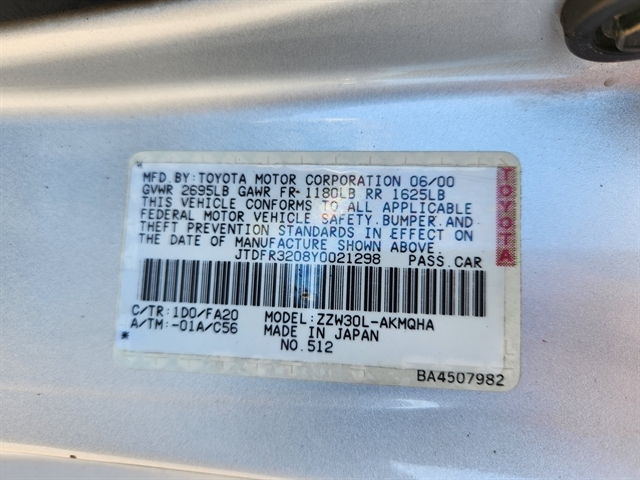 MFD.BY:TOYOTA MOTOR CORPORATION 06/00
GVWR 2695LB GAWR FR-1180LB RR 1625LB
THIS VEHICLE CONFORMS TO ALL APPLICABLE
FEDERAL MOTOR VEHICLE SAFETY.BUMPER.AND
THEFT PREVENTION STANDARDS IN EFFECT ON
THE DATE OF MANUFACTURE SHOWN ABOVE.
JTDFR3208Y0021298 PASS.CAR
C/TR:1D0/FA20 MODEL:ZZW30L-AKMQHA
A/TM:-01A/C56 MADE IN JAPAN
NO.512
BA4507982
TOYOTA